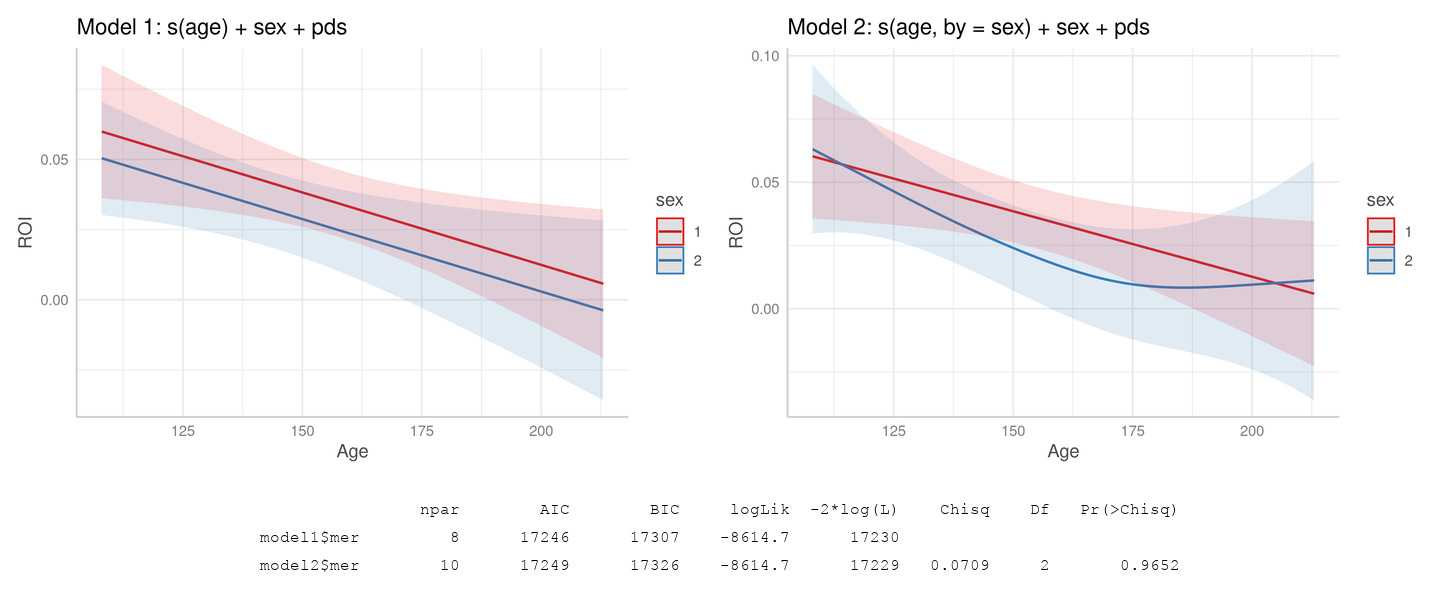 Model 1: s(age) + sex + pds
ROI
0.05
0.00
125 150 175 200
Age
sex
1
2
Model 2: s(age, by = sex) + sex + pds
ROI
0.10
0.05
0.00
125 150 175 200
Age
sex
1
2
npar AIC BIC logLik -2*log(L) Chisq Df Pr(>Chisq)
model1$mer 8 17246 17307 -8614.7 17230
model2$mer 10 17249 17326 -8614.7 17229 0.0709 2 0.9652